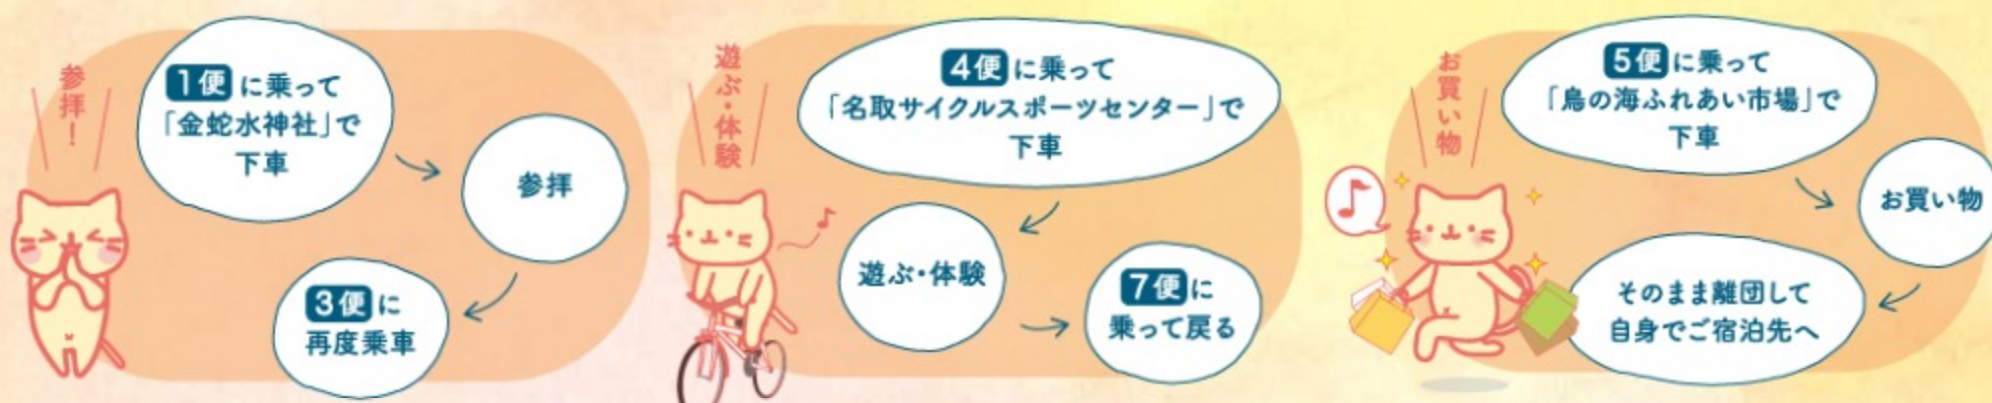 参拝！
1便に乗って
「金蛇水神社」で
下車
参拝
3便に
再度乗車
遊ぶ・体験
4便に乗って
「名取サイクルスポーツセンター」で
下車
遊ぶ・体験
7便に
乗って戻る
お買い物
5便に乗って
「鳥の海ふれあい市場」で
下車
お買い物
そのまま離団して
自身でご宿泊先へ